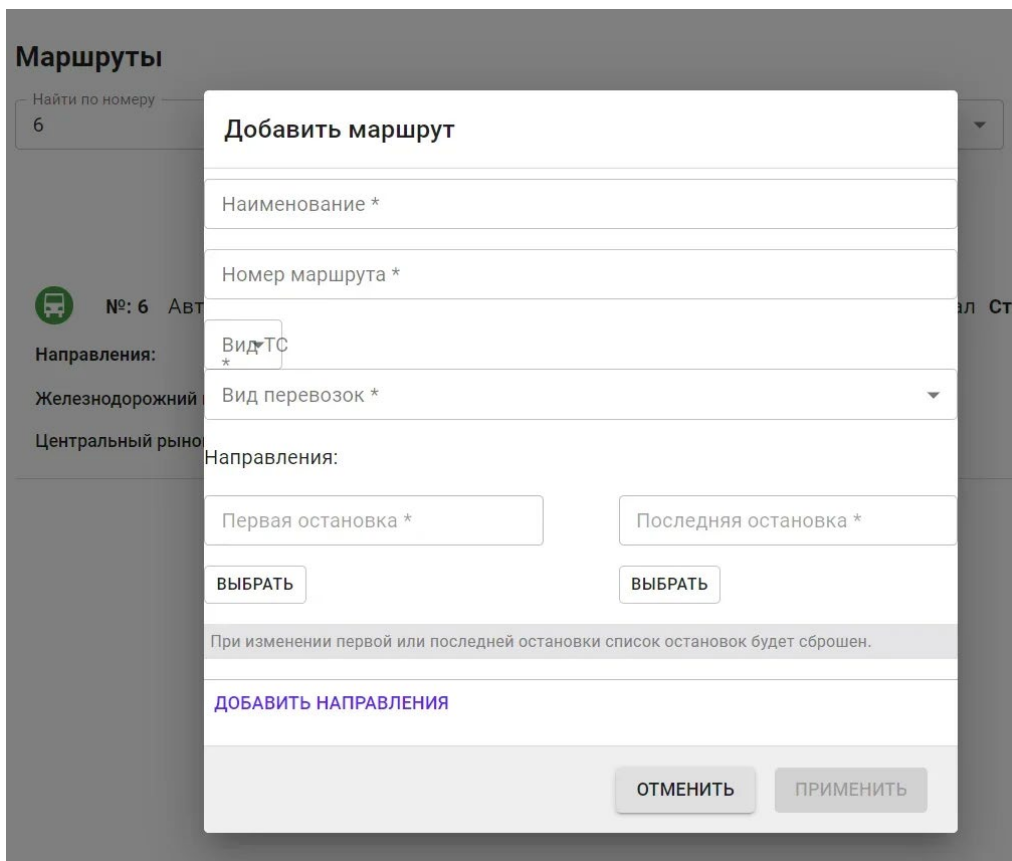 Маршруты
Найти по номеру
6
Добавить маршрут
Наименование *
Номер маршрута *
№: 6
Вид ТС
*
Направления:
Вид перевозок *
Железнодорожний
Центральный
Направления:
Первая остановка *
Последняя остановка *
ВЫБРАТЬ
ВЫБРАТЬ
При изменении первой или последней остановки список остановок будет сброшен.
ДОБАВИТЬ НАПРАВЛЕНИЯ
ОТМЕНИТЬ
ПРИМЕНИТЬ